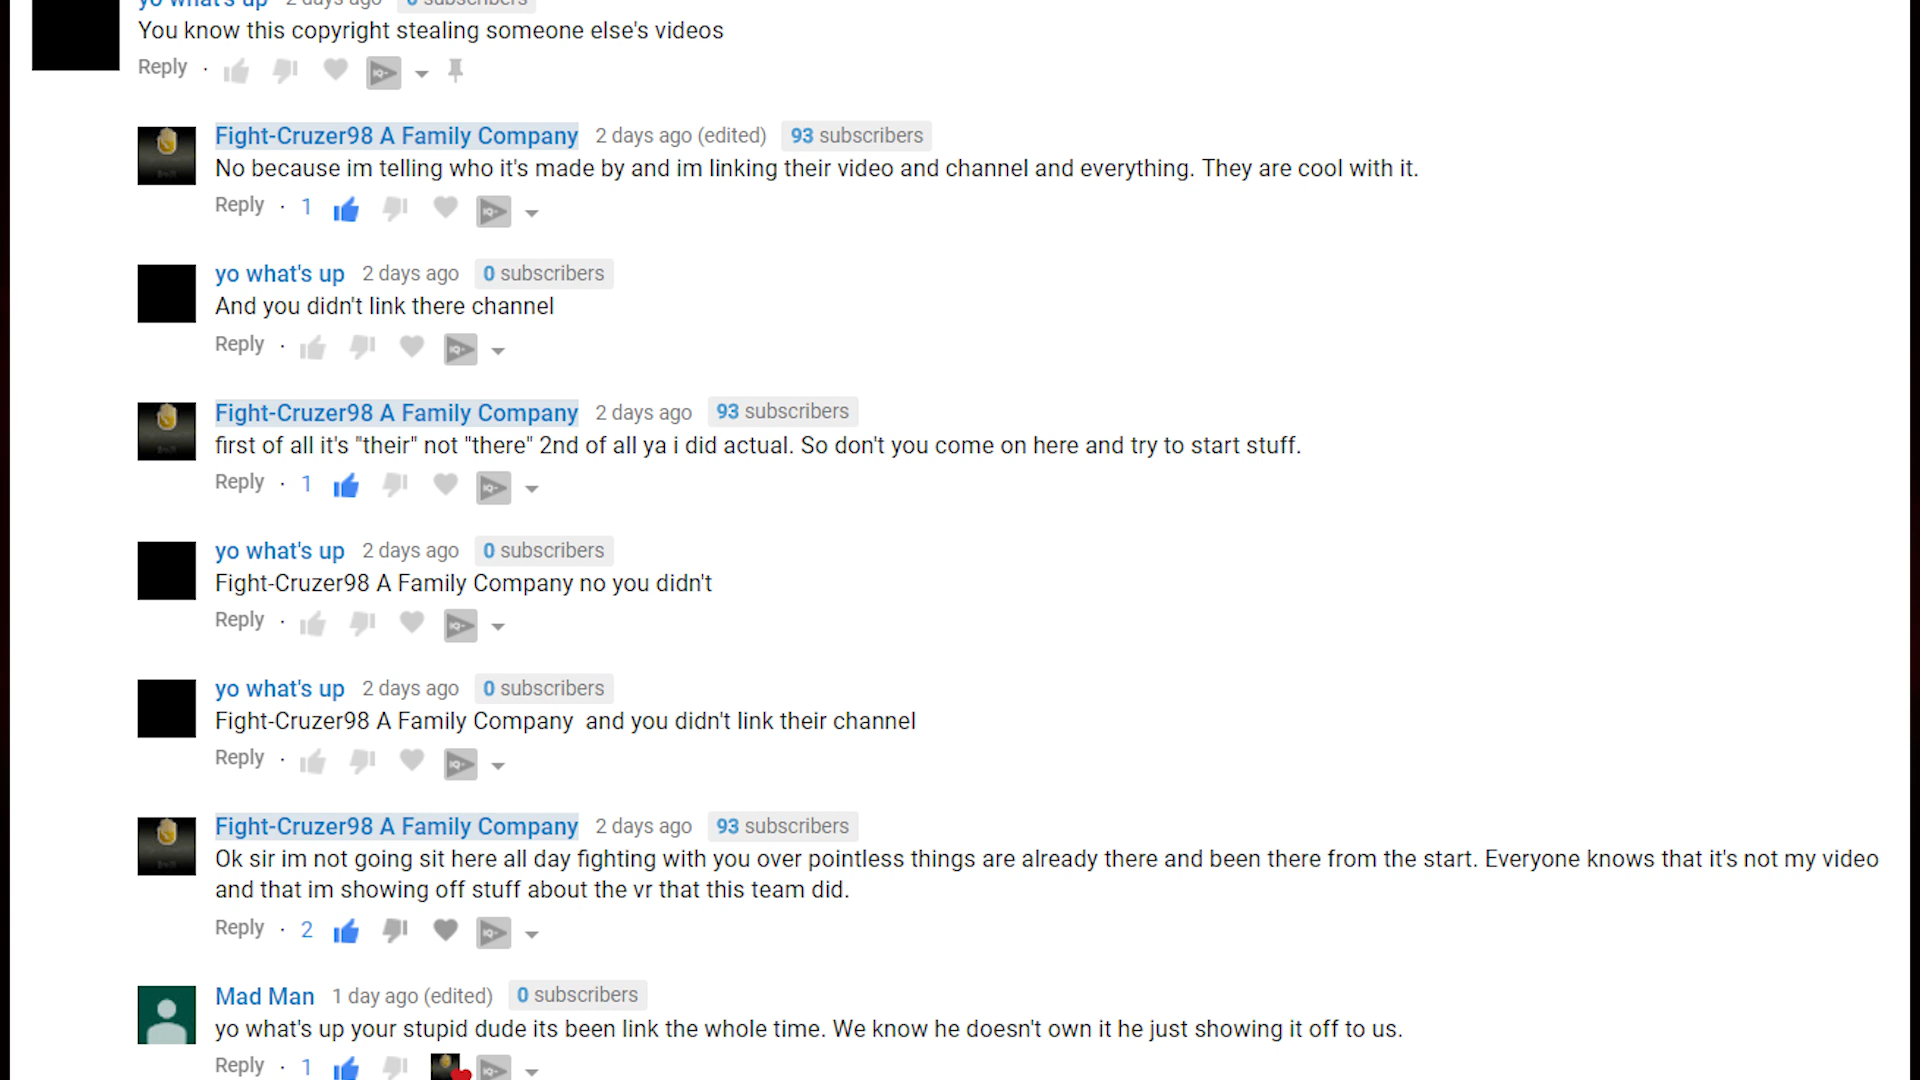 yo what's up 2 days ago 0 subscribers
You know this copyright stealing someone else's videos
Reply ·
Fight-Cruzer98 A Family Company 2 days ago (edited) 93 subscribers
No because im telling who it's made by and im linking their video and channel and everything. They are cool with it.
Reply · 1
yo what's up 2 days ago 0 subscribers
And you didn't link there channel
Reply ·
Fight-Cruzer98 A Family Company 2 days ago 93 subscribers
first of all it's "their" not "there" 2nd of all ya i did actual. So don't you come on here and try to start stuff.
Reply · 1
yo what's up 2 days ago 0 subscribers
Fight-Cruzer98 A Family Company no you didn't
Reply ·
yo what's up 2 days ago 0 subscribers
Fight-Cruzer98 A Family Company  and you didn't link their channel
Reply ·
Fight-Cruzer98 A Family Company 2 days ago 93 subscribers
Ok sir im not going sit here all day fighting with you over pointless things are already there and been there from the start. Everyone knows that it's not my video
and that im showing off stuff about the vr that this team did.
Reply · 2
Mad Man 1 day ago (edited) 0 subscribers
yo what's up your stupid dude its been link the whole time. We know he doesn't own it he just showing it off to us.
Reply · 1